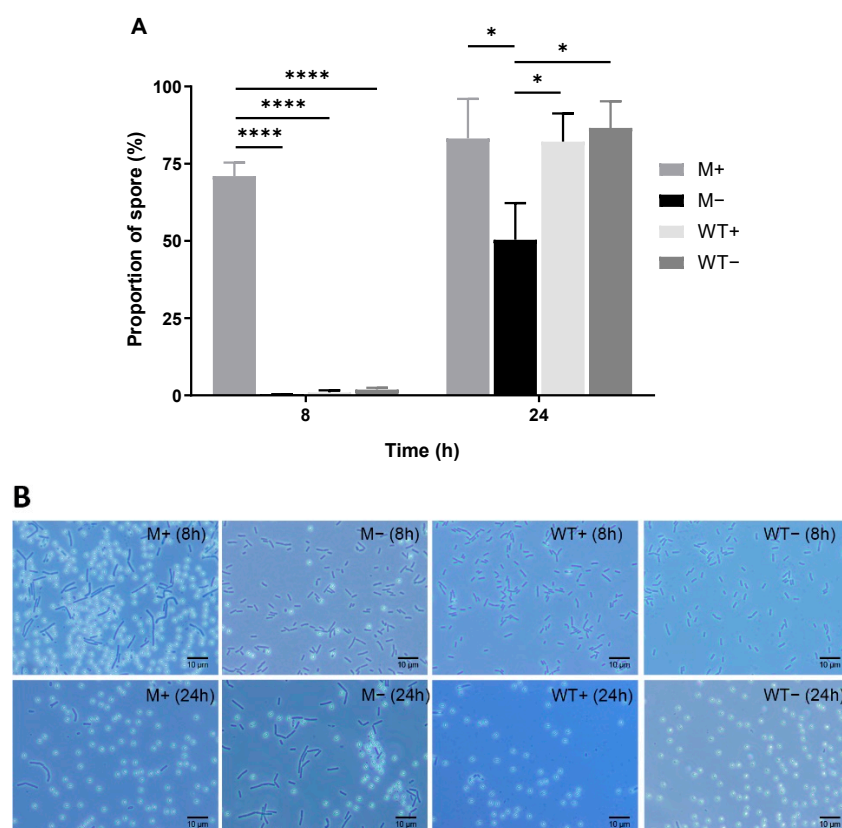 A
*
*
*
****
****
****
100
75
50
25
0
Proportion of spore (%)
8
24
Time (h)
M+
M−
WT+
WT−
B
M+ (8h)
M− (8h)
WT+ (8h)
WT− (8h)
10 µm
10 µm
10 µm
10 µm
M+ (24h)
M− (24h)
WT+ (24h)
WT− (24h)
10 µm
10 µm
10 µm
10 µm